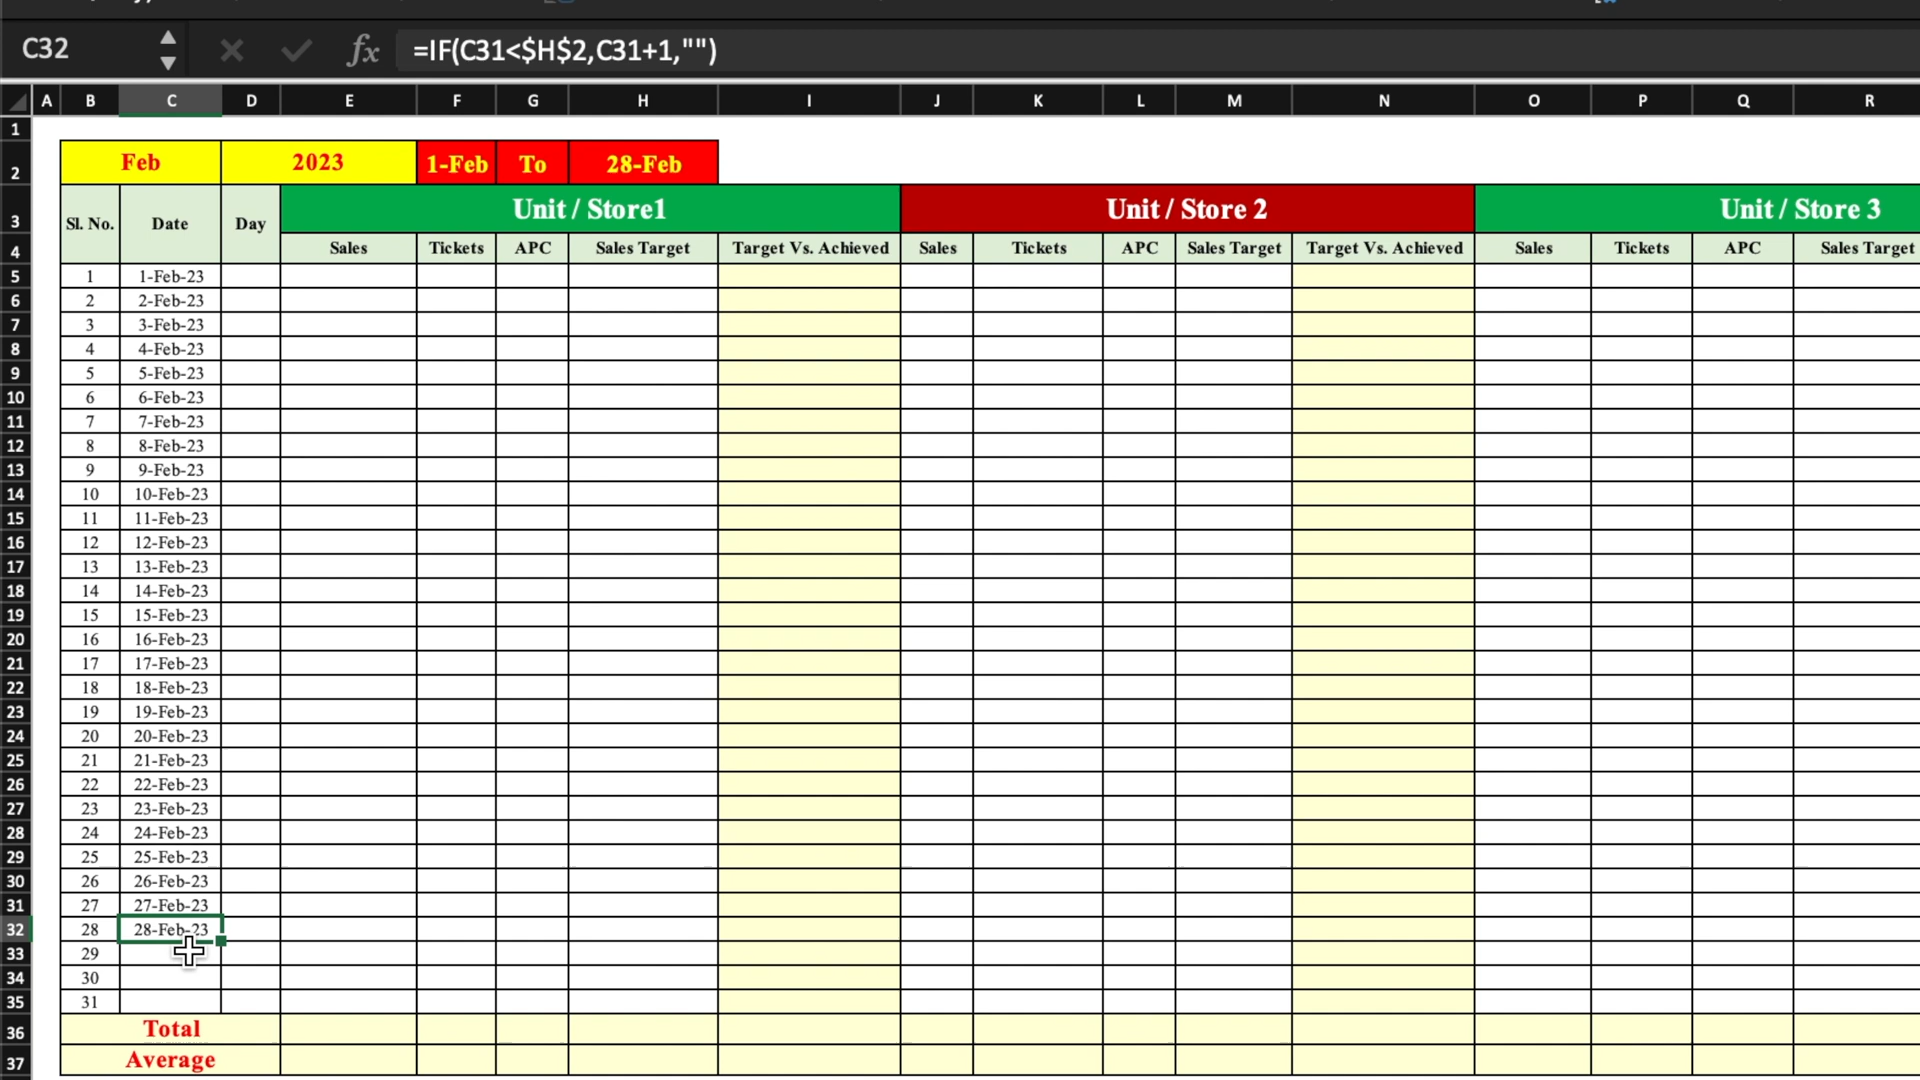 C32 fx =IF(C31<$H$2,C31+1,"")
A B C D E F G H I J K L M N O P Q R
1
2 Feb 2023 1-Feb To 28-Feb
3 Sl. No. Date Day Unit / Store1 Unit / Store 2 Unit / Store 3
4 Sales Tickets APC Sales Target Target Vs. Achieved Sales Tickets APC Sales Target Target Vs. Achieved Sales Tickets APC Sales Target
5 1 1-Feb-23
6 2 2-Feb-23
7 3 3-Feb-23
8 4 4-Feb-23
9 5 5-Feb-23
10 6 6-Feb-23
11 7 7-Feb-23
12 8 8-Feb-23
13 9 9-Feb-23
14 10 10-Feb-23
15 11 11-Feb-23
16 12 12-Feb-23
17 13 13-Feb-23
18 14 14-Feb-23
19 15 15-Feb-23
20 16 16-Feb-23
21 17 17-Feb-23
22 18 18-Feb-23
23 19 19-Feb-23
24 20 20-Feb-23
25 21 21-Feb-23
26 22 22-Feb-23
27 23 23-Feb-23
28 24 24-Feb-23
29 25 25-Feb-23
30 26 26-Feb-23
31 27 27-Feb-23
32 28 28-Feb-23
33 29
34 30
35 31
36 Total
37 Average